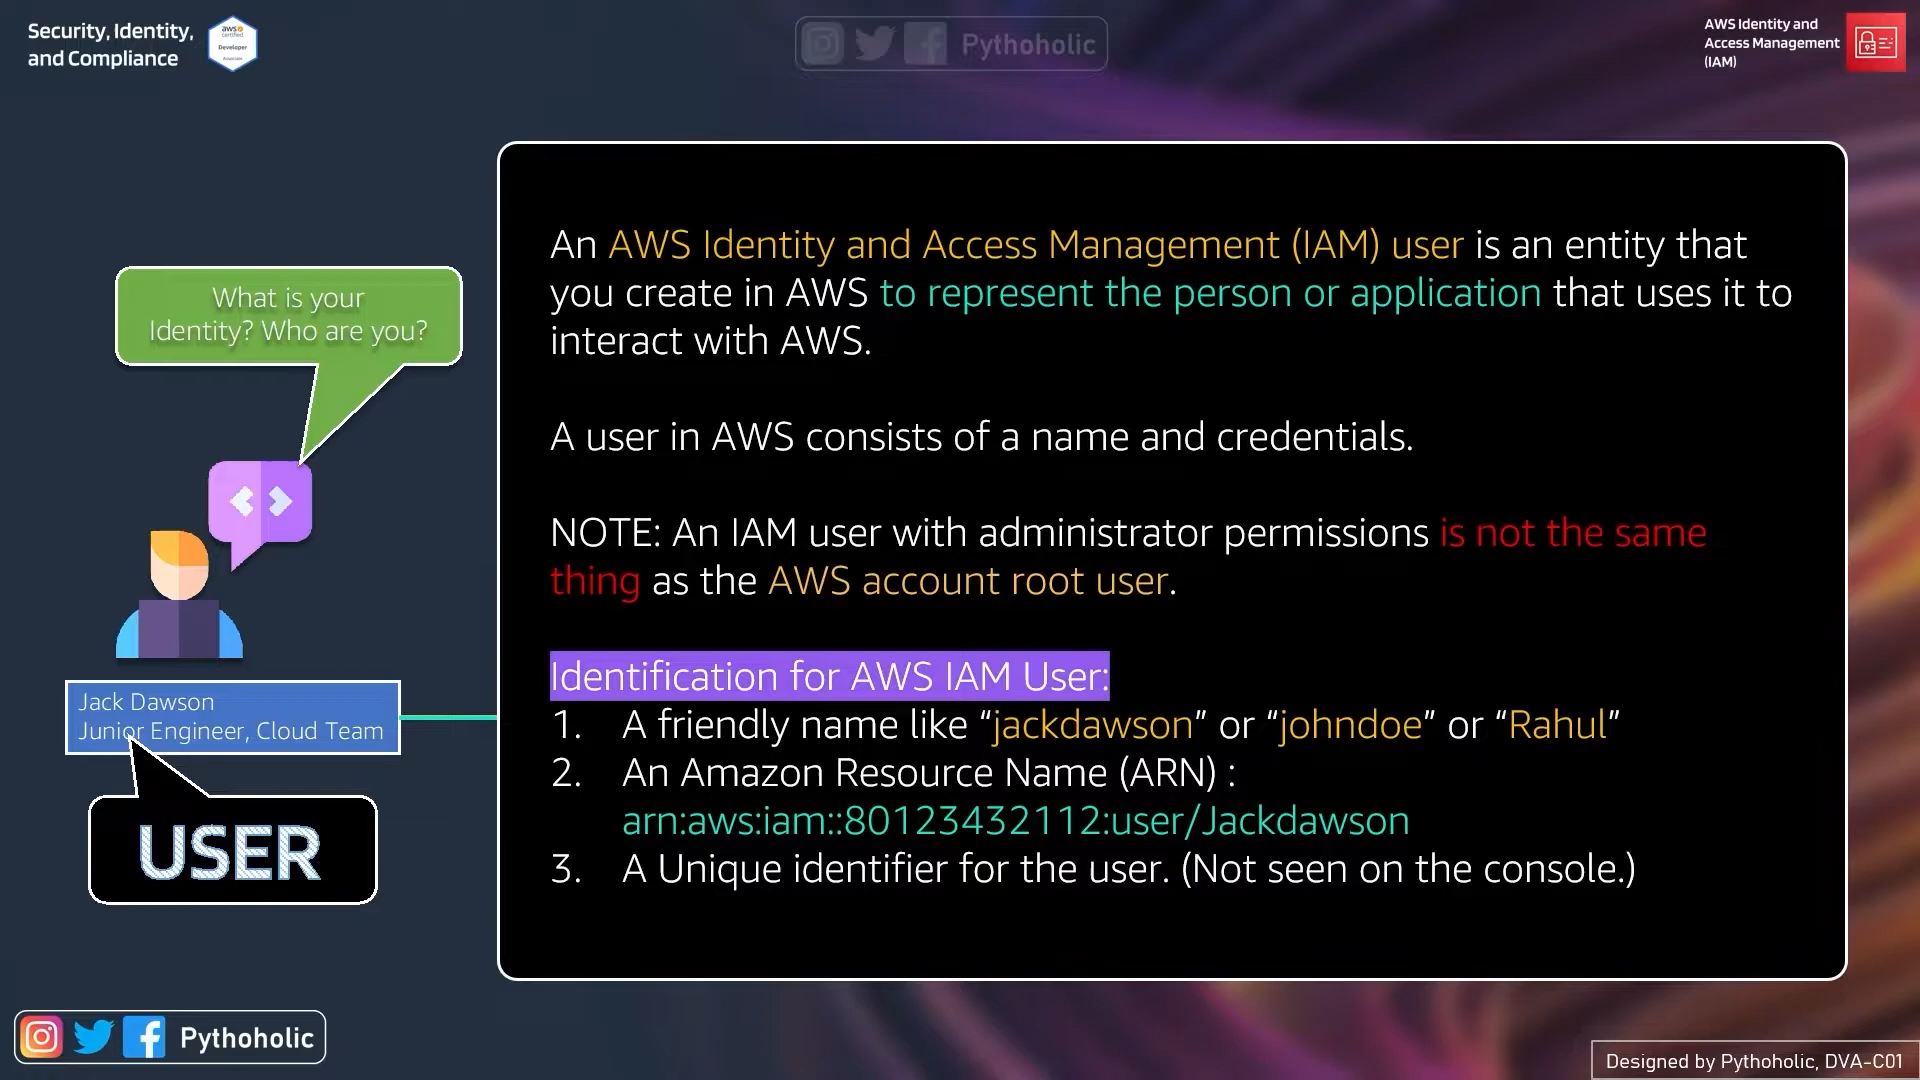 Security, Identity,
and Compliance
aws
certified
Developer
Associate
Pythoholic
AWS Identity and
Access Management
(IAM)
What is your
Identity? Who are you?
Jack Dawson
Junior Engineer, Cloud Team
USER
An AWS Identity and Access Management (IAM) user is an entity that
you create in AWS to represent the person or application that uses it to
interact with AWS.
A user in AWS consists of a name and credentials.
NOTE: An IAM user with administrator permissions is not the same
thing as the AWS account root user.
Identification for AWS IAM User:
1. A friendly name like “jackdawson” or “johndoe” or “Rahul”
2. An Amazon Resource Name (ARN) :
arn:aws:iam::80123432112:user/Jackdawson
3. A Unique identifier for the user. (Not seen on the console.)
Pythoholic
Designed by Pythoholic, DVA-C01